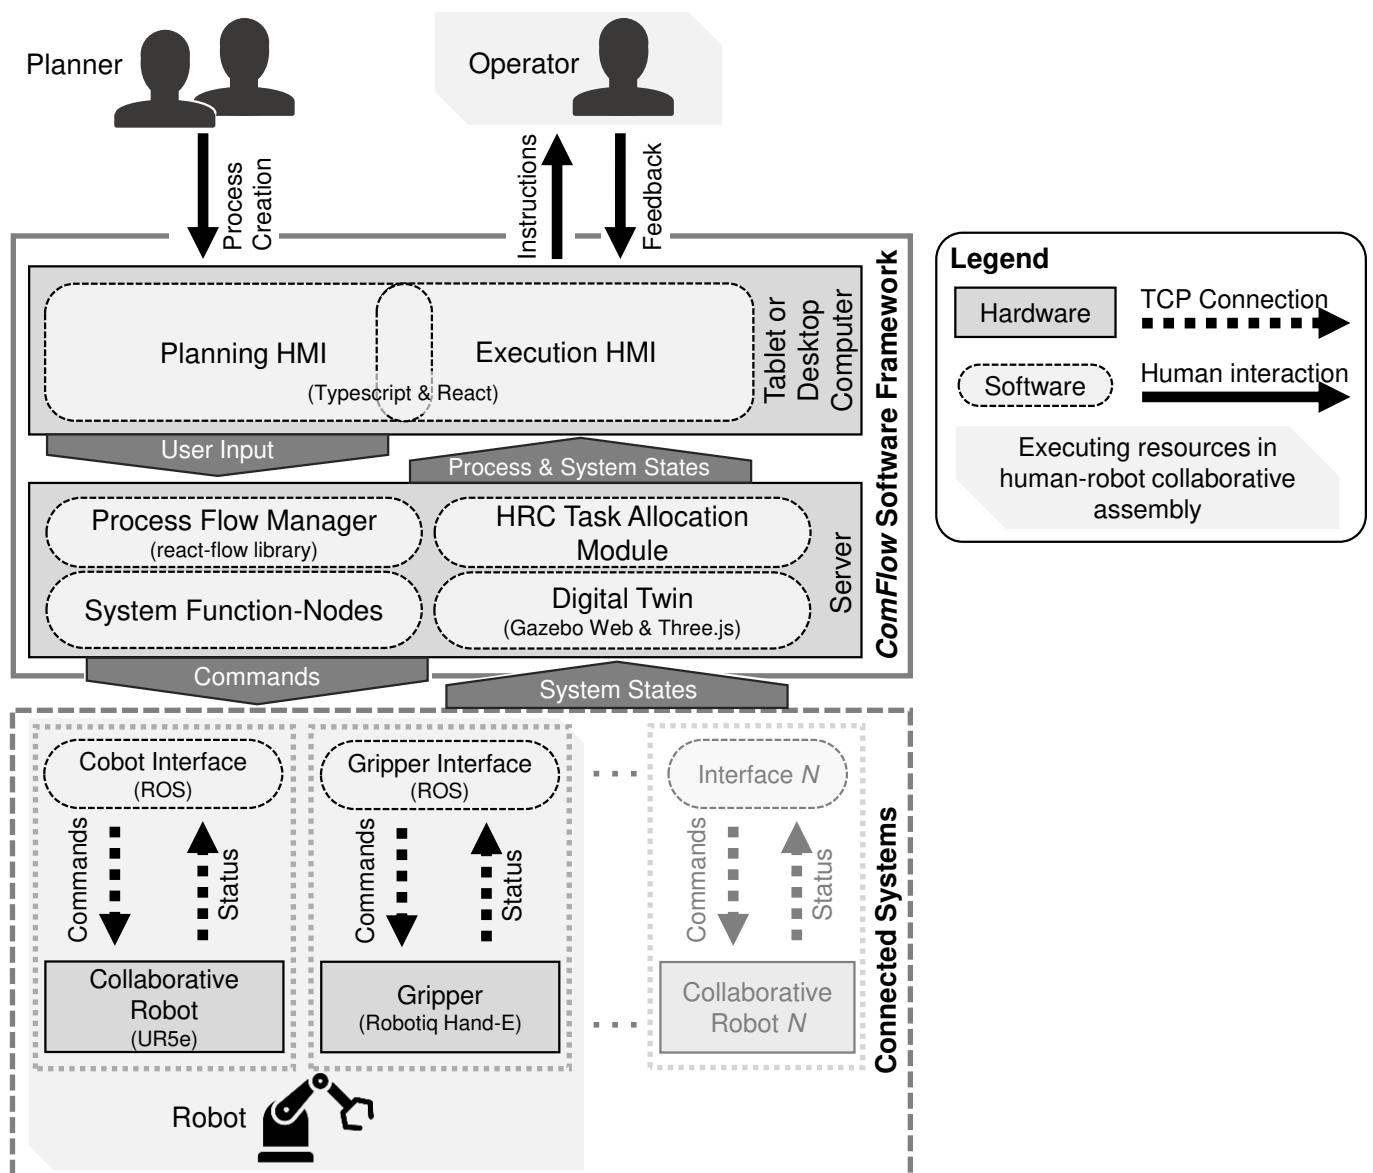 Planner
Operator
Process
Creation
Instructions
Feedback
Planning HMI
Execution HMI
(Typescript & React)
Tablet or
Desktop
Computer
ComFlow Software Framework
User Input
Process & System States
Process Flow Manager
(react-flow library)
HRC Task Allocation
Module
System Function-Nodes
Digital Twin
(Gazebo Web & Three.js)
Server
Commands
System States
Cobot Interface
(ROS)
Gripper Interface
(ROS)
Interface N
Commands
Status
Commands
Status
Commands
Status
Collaborative
Robot
(UR5e)
Gripper
(Robotiq Hand-E)
Collaborative
Robot N
Connected Systems
Robot
Legend
Hardware
TCP Connection
Software
Human interaction
Executing resources in
human-robot collaborative
assembly